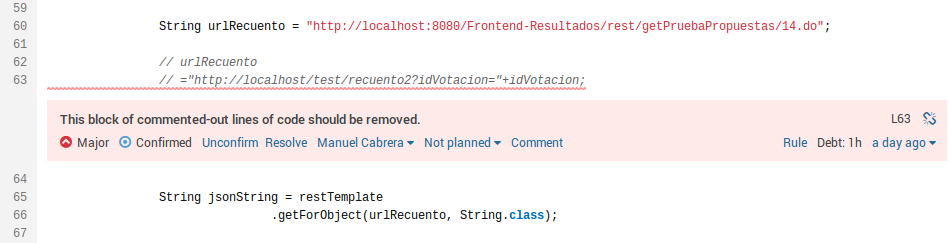 59
60 String urlRecuento = "http://localhost:8080/Frontend-Resultados/rest/getPruebaPropuestas/14.do";
61
62 // urlRecuento
63 // ="http://localhost/test/recuento2?idVotacion="+idVotacion;
This block of commented-out lines of code should be removed. L63
Major Confirmed Unconfirm Resolve Manuel Cabrera Not planned Comment Rule Debt: 1h a day ago
64
65 String jsonString = restTemplate
66 .getForObject(urlRecuento, String.class);
67